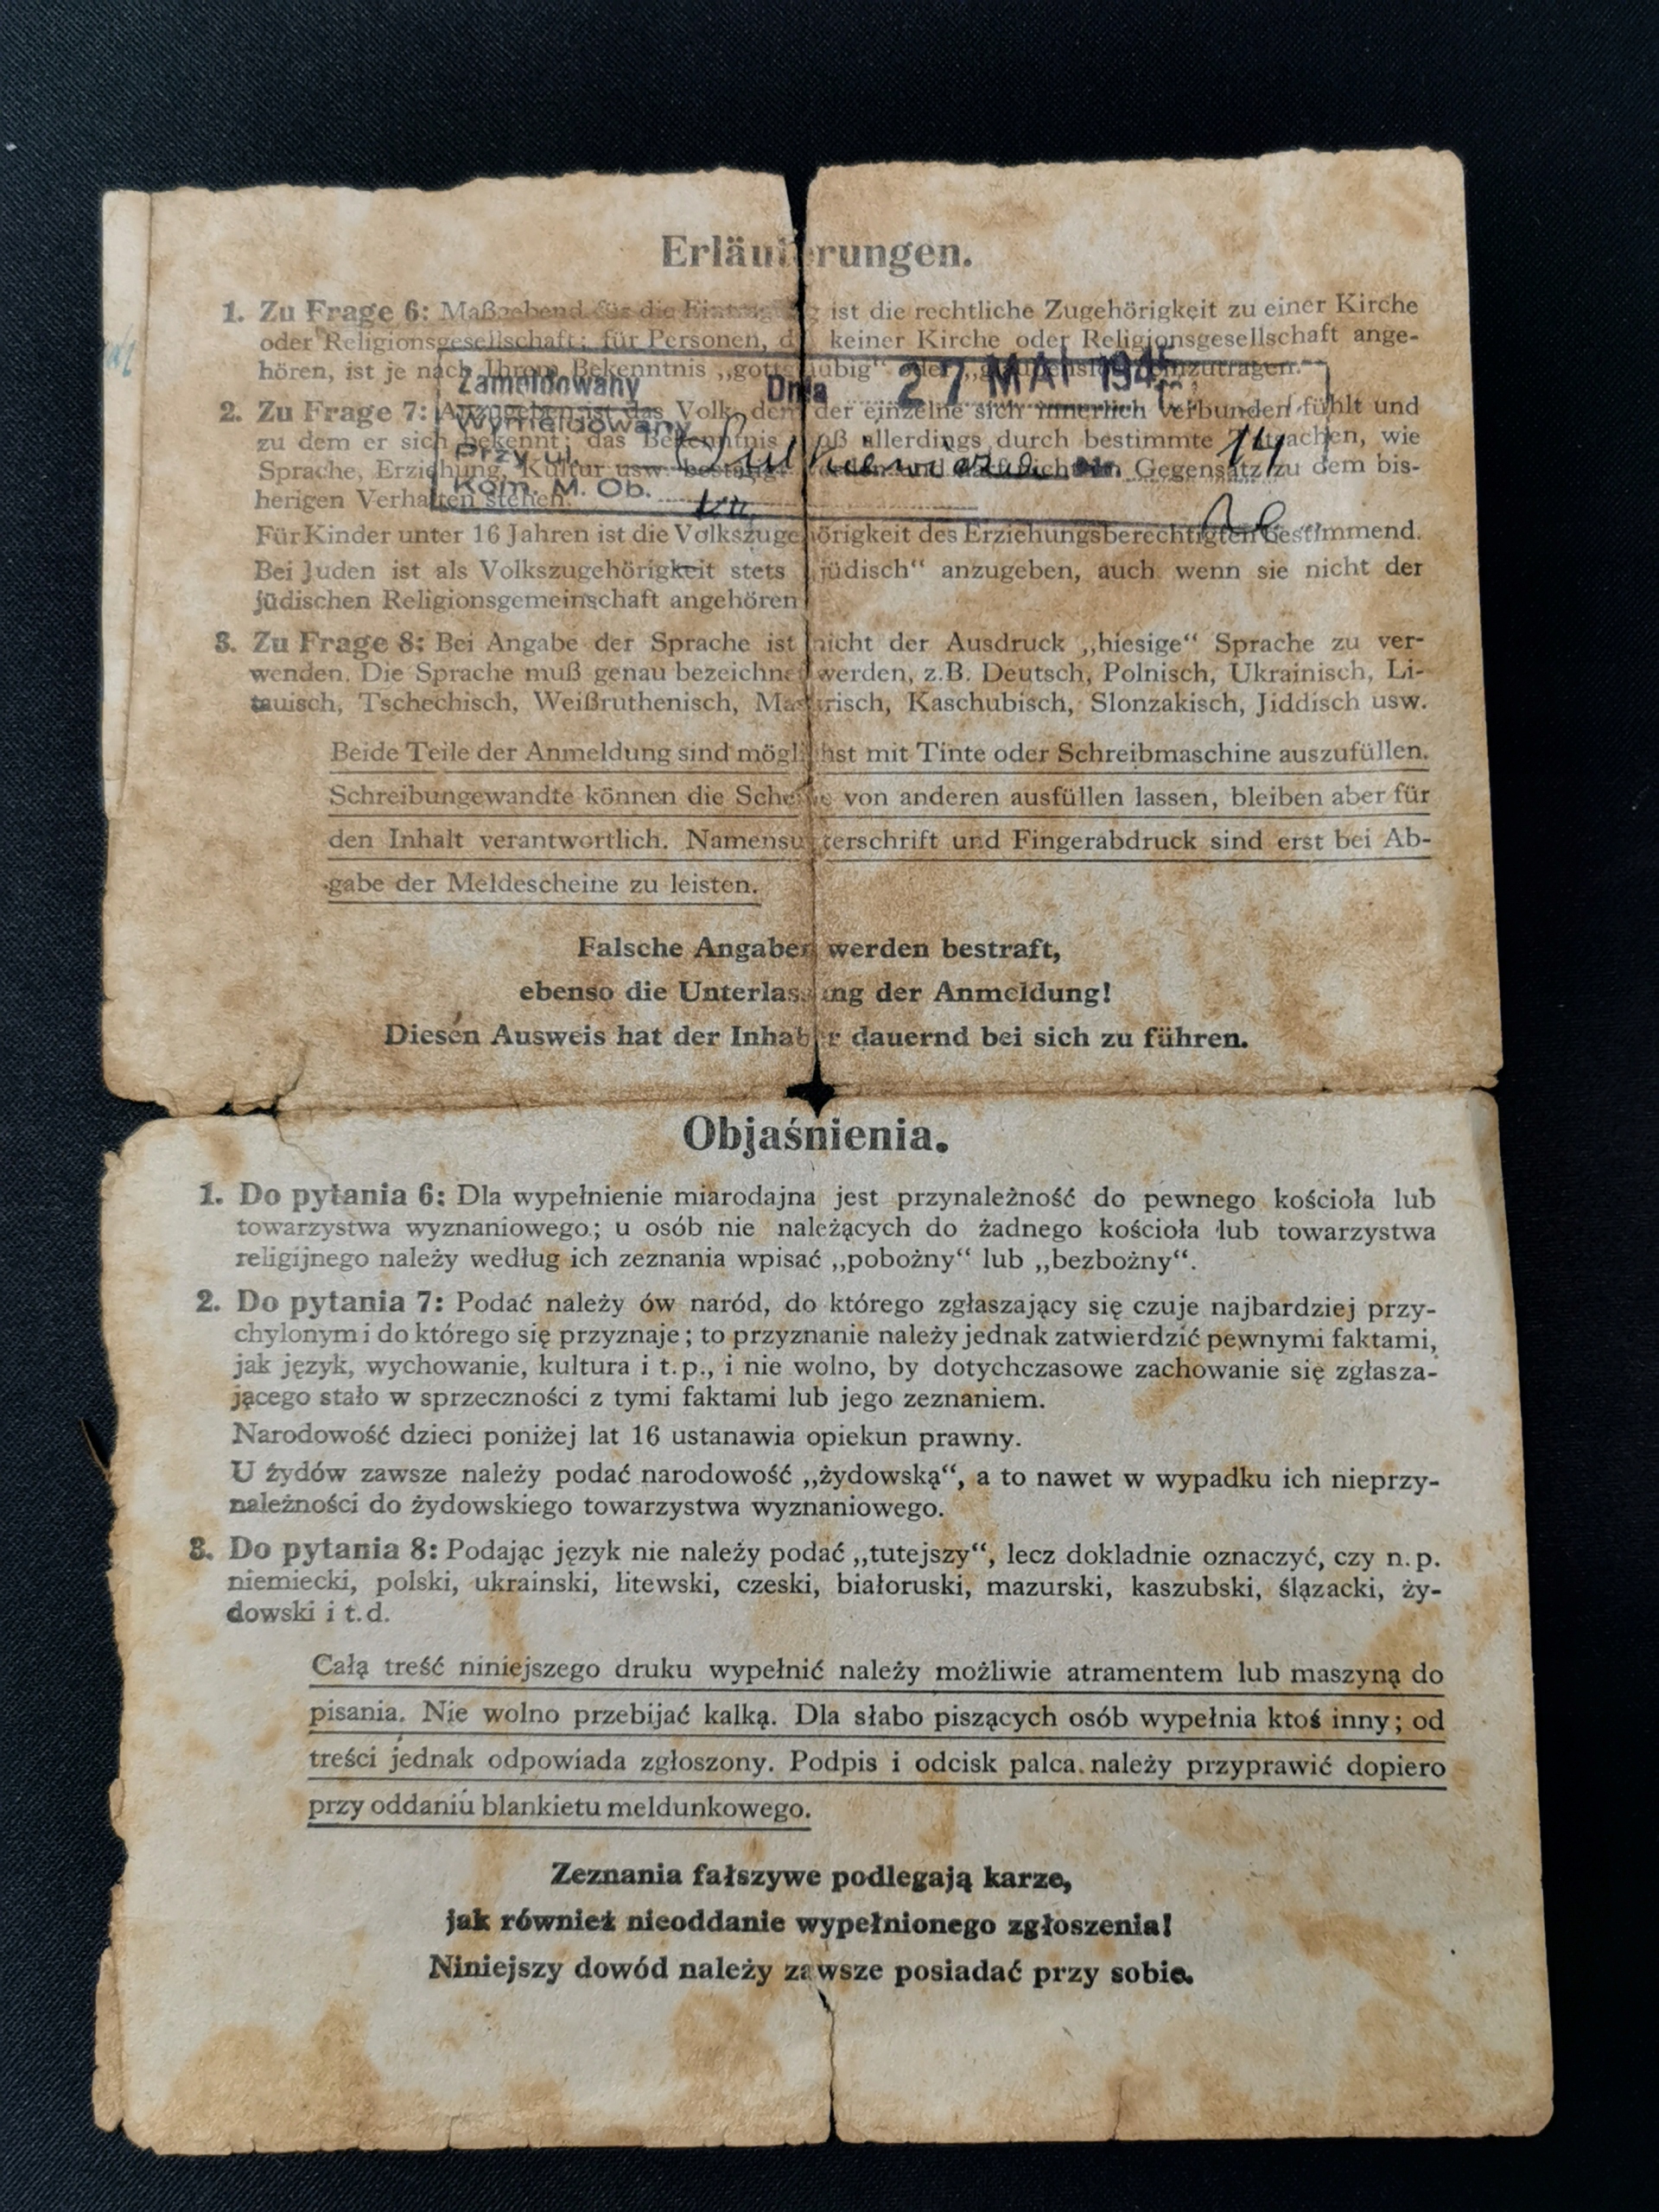 Erläuterungen.
1. Zu Frage 6: Maßgebend für die Eintragung ist die rechtliche Zugehörigkeit zu einer Kirche
oder Religionsgesellschaft; für Personen, die keiner Kirche oder Religionsgesellschaft ange-
hören, ist je nach Ihrem Bekenntnis „gottgläubig“ oder einzutragen.
Zameldowany Dnia 27 MAI 194
2. Zu Frage 7: Anzugeben ist das Volk, dem der einzelne sich innerlich verbunden fühlt und
Wymeldowany
zu dem er sich bekennt; das Bekenntnis muß allerdings durch bestimmte Tatsachen, wie
Przy ul. 14
Sprache, Erziehung, Kultur usw. bestätigt werden und darf nicht im Gegensatz zu dem bis-
Kom. M. Ob.
herigen Verhalten stehen.
Für Kinder unter 16 Jahren ist die Volkszugehörigkeit des Erziehungsberechtigten bestimmend.
Bei Juden ist als Volkszugehörigkeit stets „jüdisch“ anzugeben, auch wenn sie nicht der
jüdischen Religionsgemeinschaft angehören
3. Zu Frage 8: Bei Angabe der Sprache ist nicht der Ausdruck „hiesige“ Sprache zu ver-
wenden. Die Sprache muß genau bezeichnet werden, z.B. Deutsch, Polnisch, Ukrainisch, Li-
tauisch, Tschechisch, Weißruthenisch, Masurisch, Kaschubisch, Slonzakisch, Jiddisch usw.
Beide Teile der Anmeldung sind möglichst mit Tinte oder Schreibmaschine auszufüllen.
Schreibungewandte können die Scheine von anderen ausfüllen lassen, bleiben aber für
den Inhalt verantwortlich. Namensunterschrift und Fingerabdruck sind erst bei Ab-
gabe der Meldescheine zu leisten.
Falsche Angaben werden bestraft,
ebenso die Unterlassung der Anmeldung!
Diesen Ausweis hat der Inhaber dauernd bei sich zu führen.
Objaśnienia.
1. Do pytania 6: Dla wypełnienie miarodajna jest przynależność do pewnego kościoła lub
towarzystwa wyznaniowego; u osób nie należących do żadnego kościoła lub towarzystwa
religijnego należy według ich zeznania wpisać „pobożny“ lub „bezbożny“.
2. Do pytania 7: Podać należy ów naród, do którego zgłaszający się czuje najbardziej przy-
chylonym i do którego się przyznaje; to przyznanie należy jednak zatwierdzić pewnymi faktami,
jak język, wychowanie, kultura i t.p., i nie wolno, by dotychczasowe zachowanie się zgłasza-
jącego stało w sprzeczności z tymi faktami lub jego zeznaniem.
Narodowość dzieci poniżej lat 16 ustanawia opiekun prawny.
U żydów zawsze należy podać narodowość „żydowską“, a to nawet w wypadku ich nieprzy-
należności do żydowskiego towarzystwa wyznaniowego.
3. Do pytania 8: Podając język nie należy podać „tutejszy“, lecz dokladnie oznaczyć, czy n.p.
niemiecki, polski, ukrainski, litewski, czeski, białoruski, mazurski, kaszubski, ślązacki, ży-
dowski i t.d.
Całą treść niniejszego druku wypełnić należy możliwie atramentem lub maszyną do
pisania. Nie wolno przebijać kalką. Dla słabo piszących osób wypełnia ktoś inny; od
treści jednak odpowiada zgłoszony. Podpis i odcisk palca należy przyprawić dopiero
przy oddaniu blankietu meldunkowego.
Zeznania fałszywe podlegają karze,
jak również nieoddanie wypełnionego zgłoszenia!
Niniejszy dowód należy zawsze posiadać przy sobie.